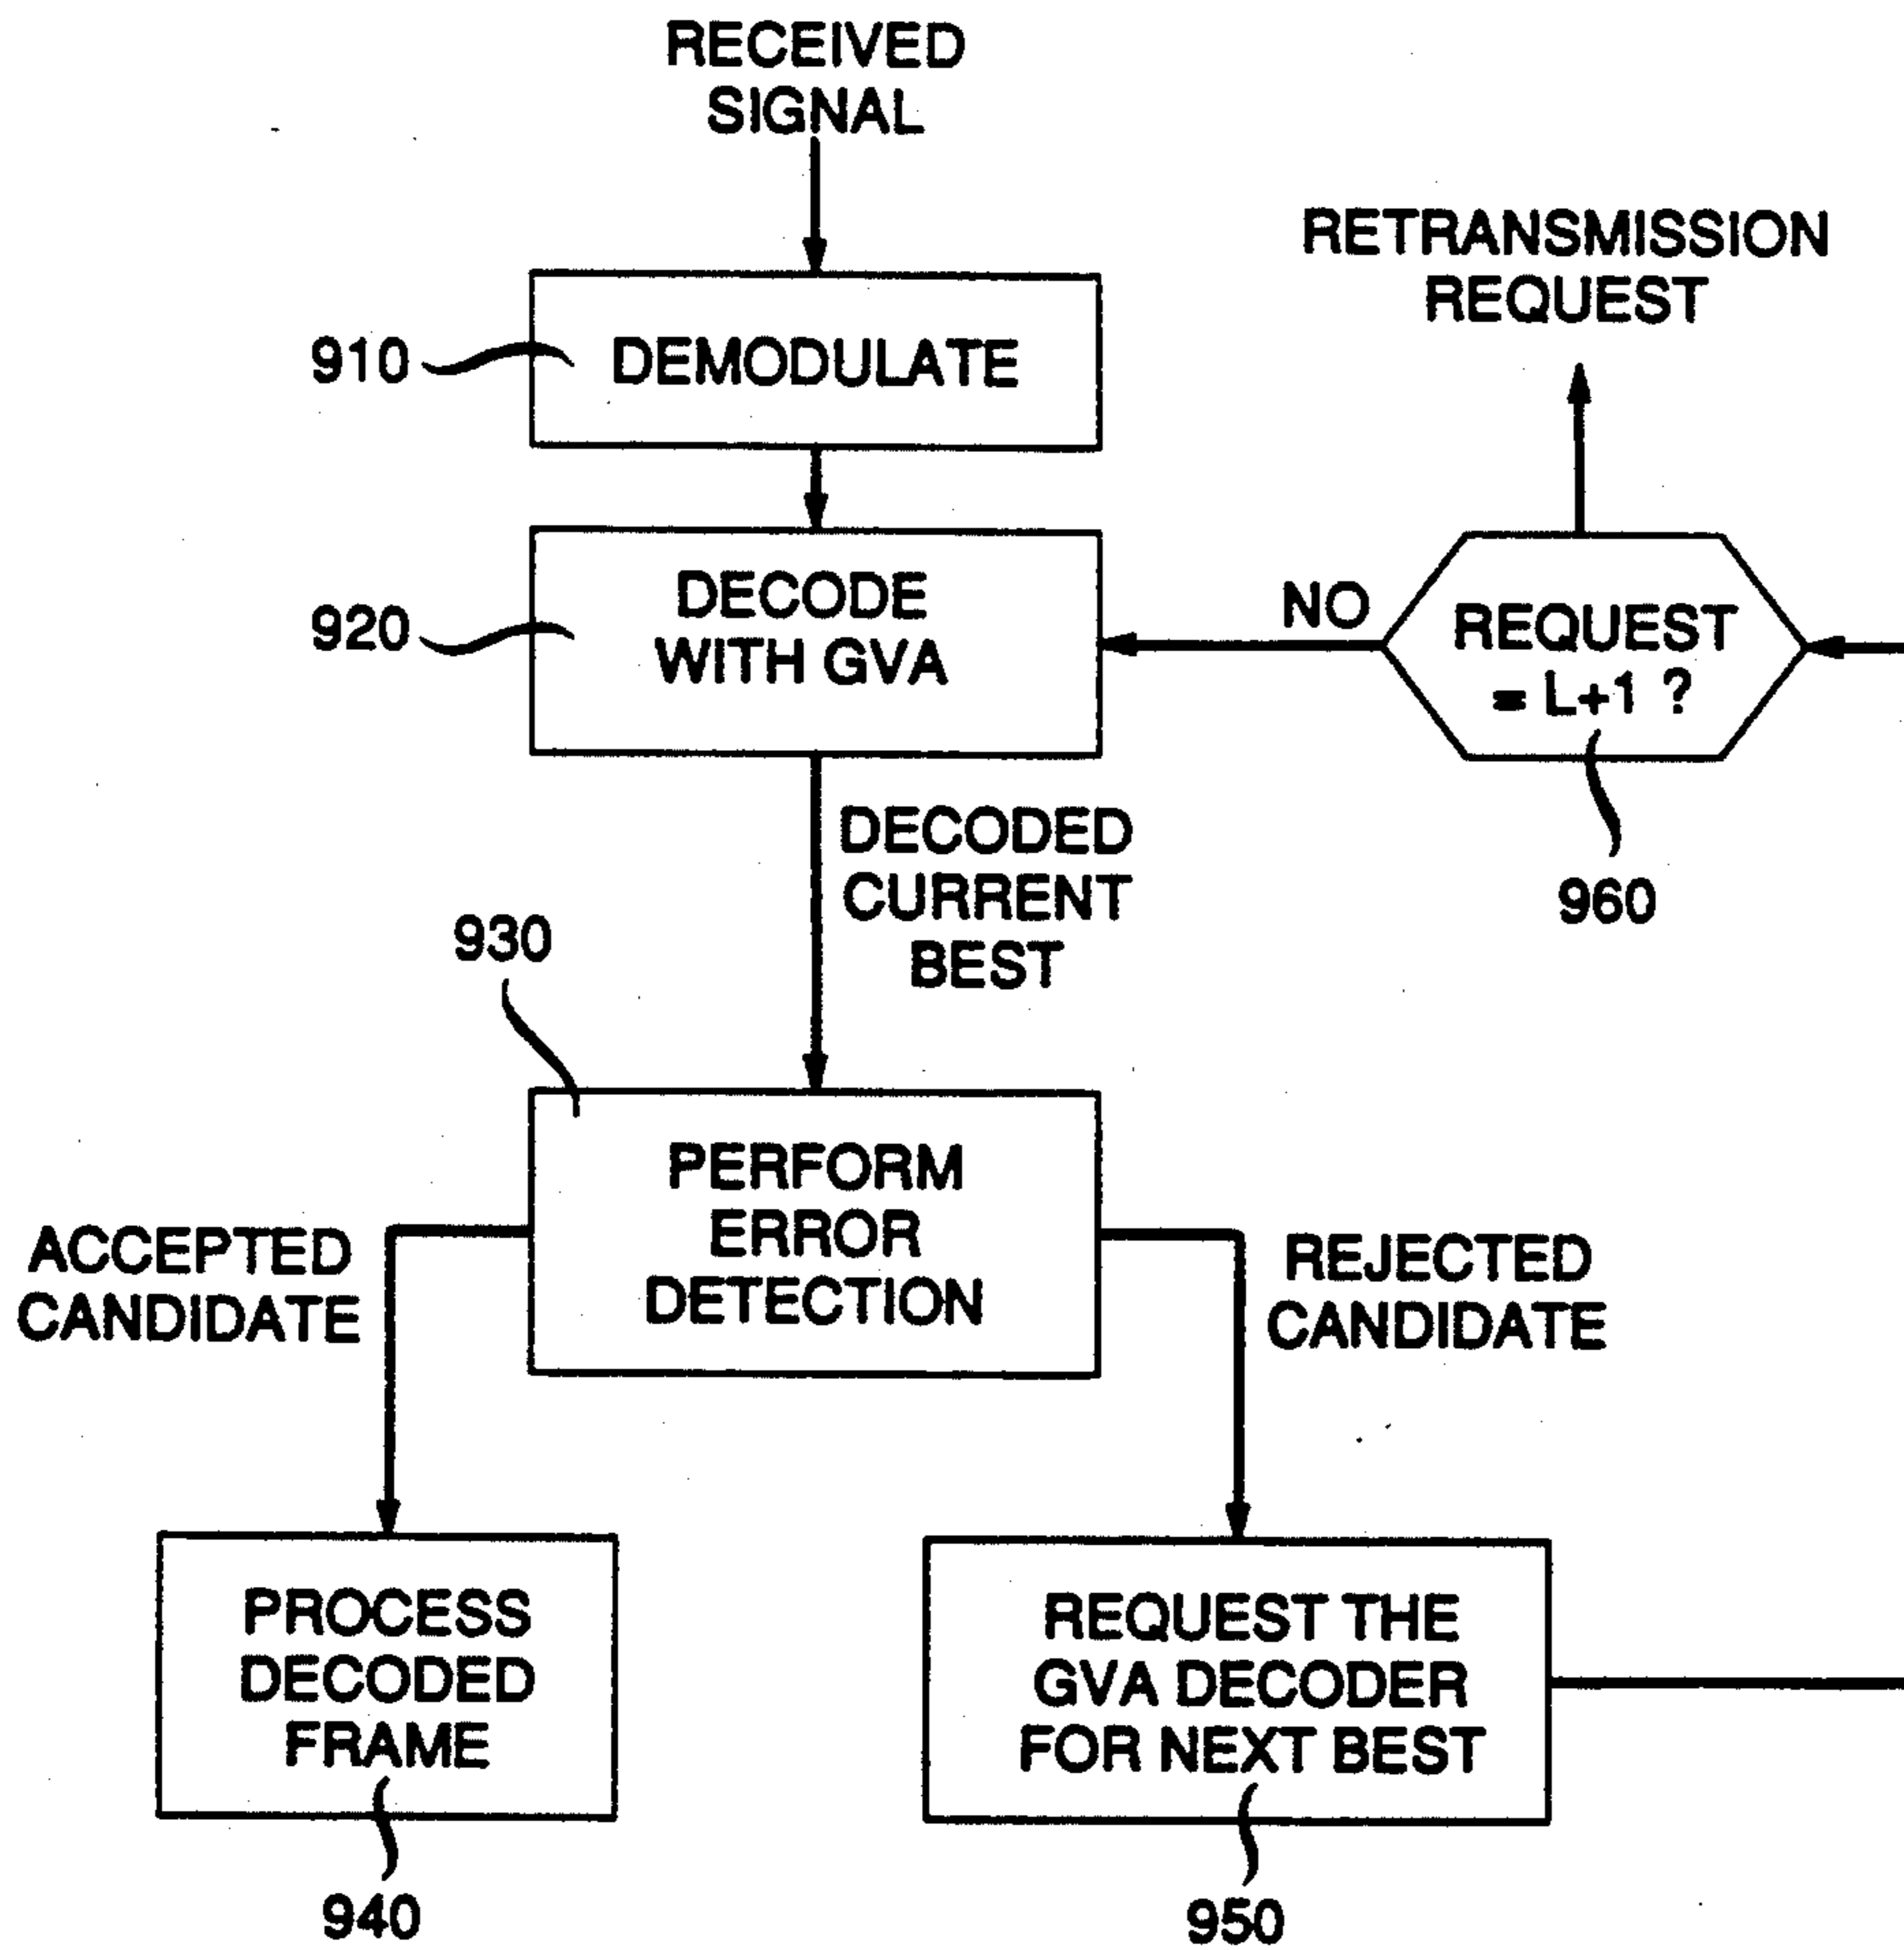 RECEIVED
SIGNAL
RETRANSMISSION
REQUEST
910
DEMODULATE
920
DECODE
WITH GVA
NO
REQUEST
= L+1 ?
960
DECODED
CURRENT
BEST
930
PERFORM
ERROR
DETECTION
ACCEPTED
CANDIDATE
REJECTED
CANDIDATE
PROCESS
DECODED
FRAME
940
REQUEST THE
GVA DECODER
FOR NEXT BEST
950